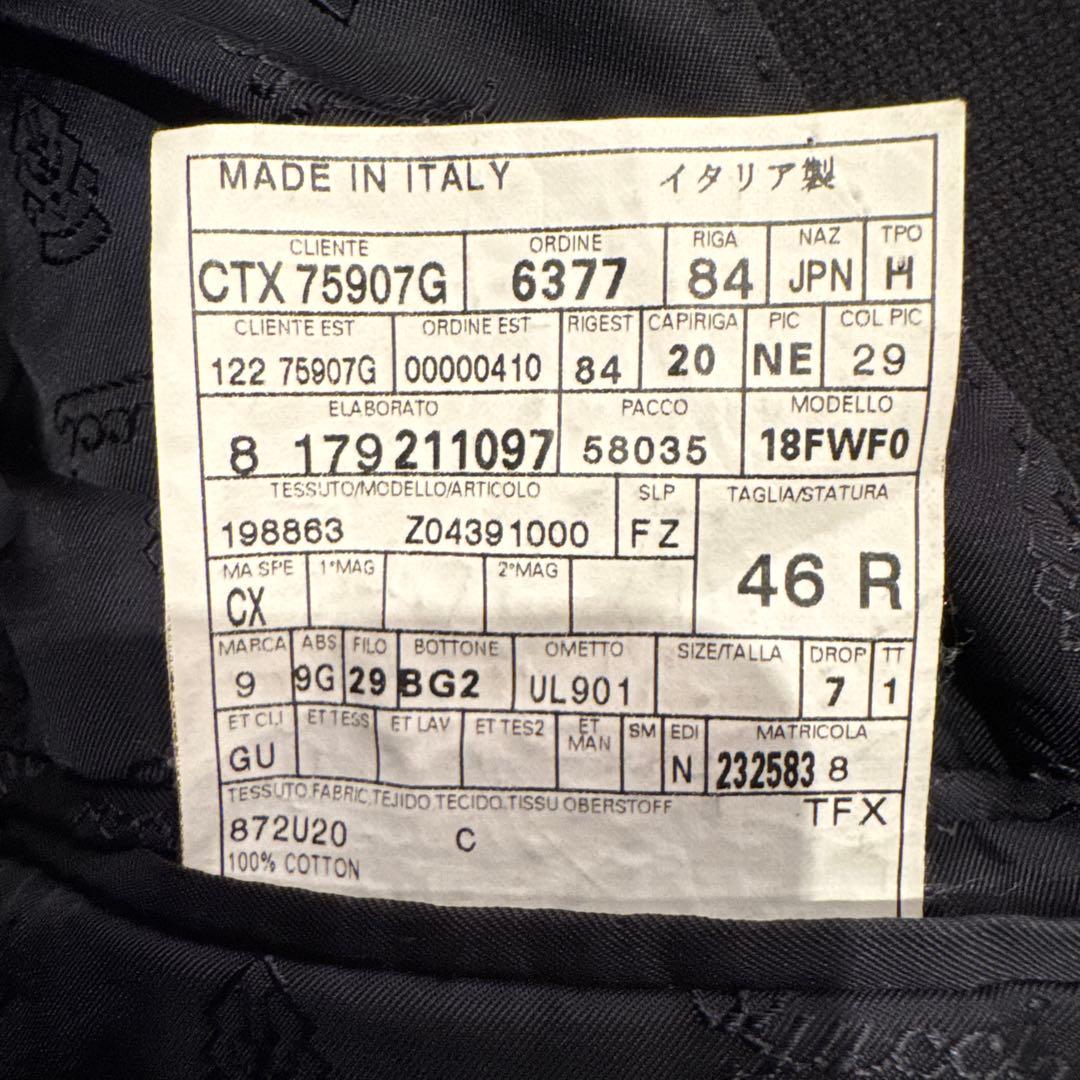 MADE IN ITALY イタリア製
CLIENTE ORDINE RIGA NAZ TPO
CTX 75907G 6377 84 JPN H
CLIENTE EST ORDINE EST RIGEST CAPIRIGA PIC COL PIC
122 75907G 00000410 84 20 NE 29
ELABORATO PACCO MODELLO
8 179 211097 58035 18FWF0
TESSUTO/MODELLO/ARTICOLO SLP TAGLIA/STATURA
198863 Z04391000 FZ 46 R
MA SPE 1°MAG 2°MAG
CX
MARCA ABS FILO BOTTONE OMETTO SIZE/TALLA DROP TT
9 9G 29 BG2 UL901 7 1
ET CLI ET TESS ET LAV ET TES2 ET MAN SM EDI MATRICOLA
GU N 232583 8
TESSUTO.FABRIC.TEJIDO.TECIDO.TISSU OBERSTOFF TFX
872U20 C
100% COTTON